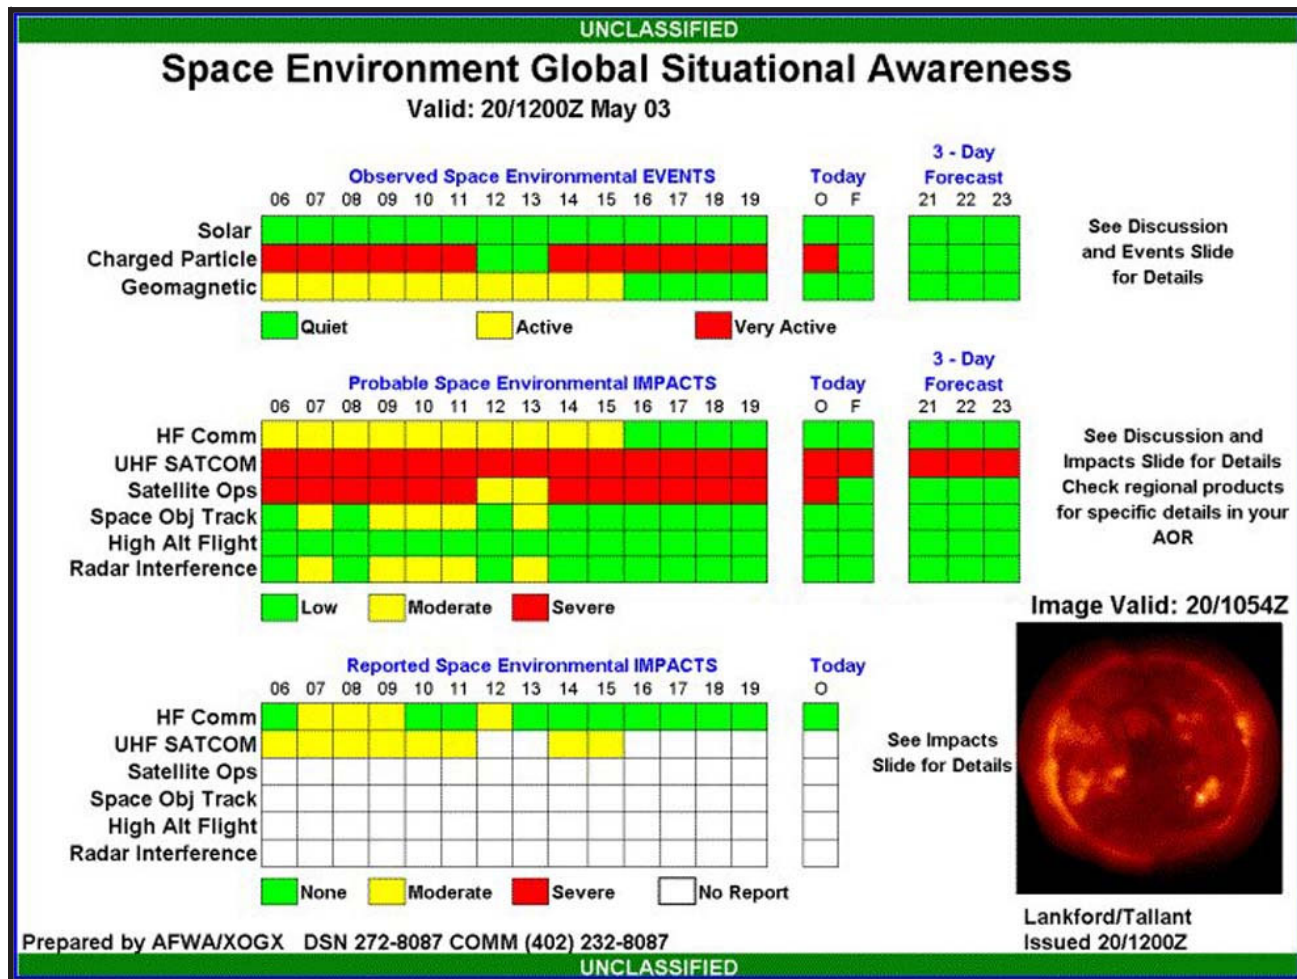 UNCLASSIFIED
Space Environment Global Situational Awareness
Valid: 20/1200Z May 03
3 - Day
Observed Space Environmental EVENTS Today Forecast
06 07 08 09 10 11 12 13 14 15 16 17 18 19 O F 21 22 23
Solar
Charged Particle
Geomagnetic
See Discussion
and Events Slide
for Details
Quiet Active Very Active
3 - Day
Probable Space Environmental IMPACTS Today Forecast
06 07 08 09 10 11 12 13 14 15 16 17 18 19 O F 21 22 23
HF Comm
UHF SATCOM
Satellite Ops
Space Obj Track
High Alt Flight
Radar Interference
See Discussion and
Impacts Slide for Details
Check regional products
for specific details in your
AOR
Low Moderate Severe
Image Valid: 20/1054Z
Reported Space Environmental IMPACTS Today
06 07 08 09 10 11 12 13 14 15 16 17 18 19 O
HF Comm
UHF SATCOM
Satellite Ops
Space Obj Track
High Alt Flight
Radar Interference
See Impacts
Slide for Details
None Moderate Severe No Report
Lankford/Tallant
Issued 20/1200Z
Prepared by AFWA/XOGX DSN 272-8087 COMM (402) 232-8087
UNCLASSIFIED